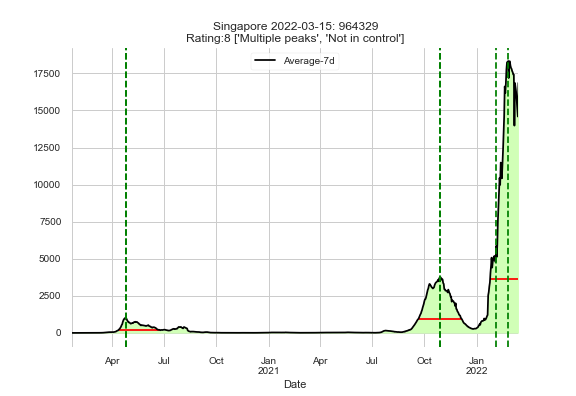 Singapore 2022-03-15: 964329
Rating:8 ['Multiple peaks', 'Not in control']
Average-7d
17500
15000
12500
10000
7500
5000
2500
0
Apr Jul Oct Jan Apr Jul Oct Jan
2021 2022
Date